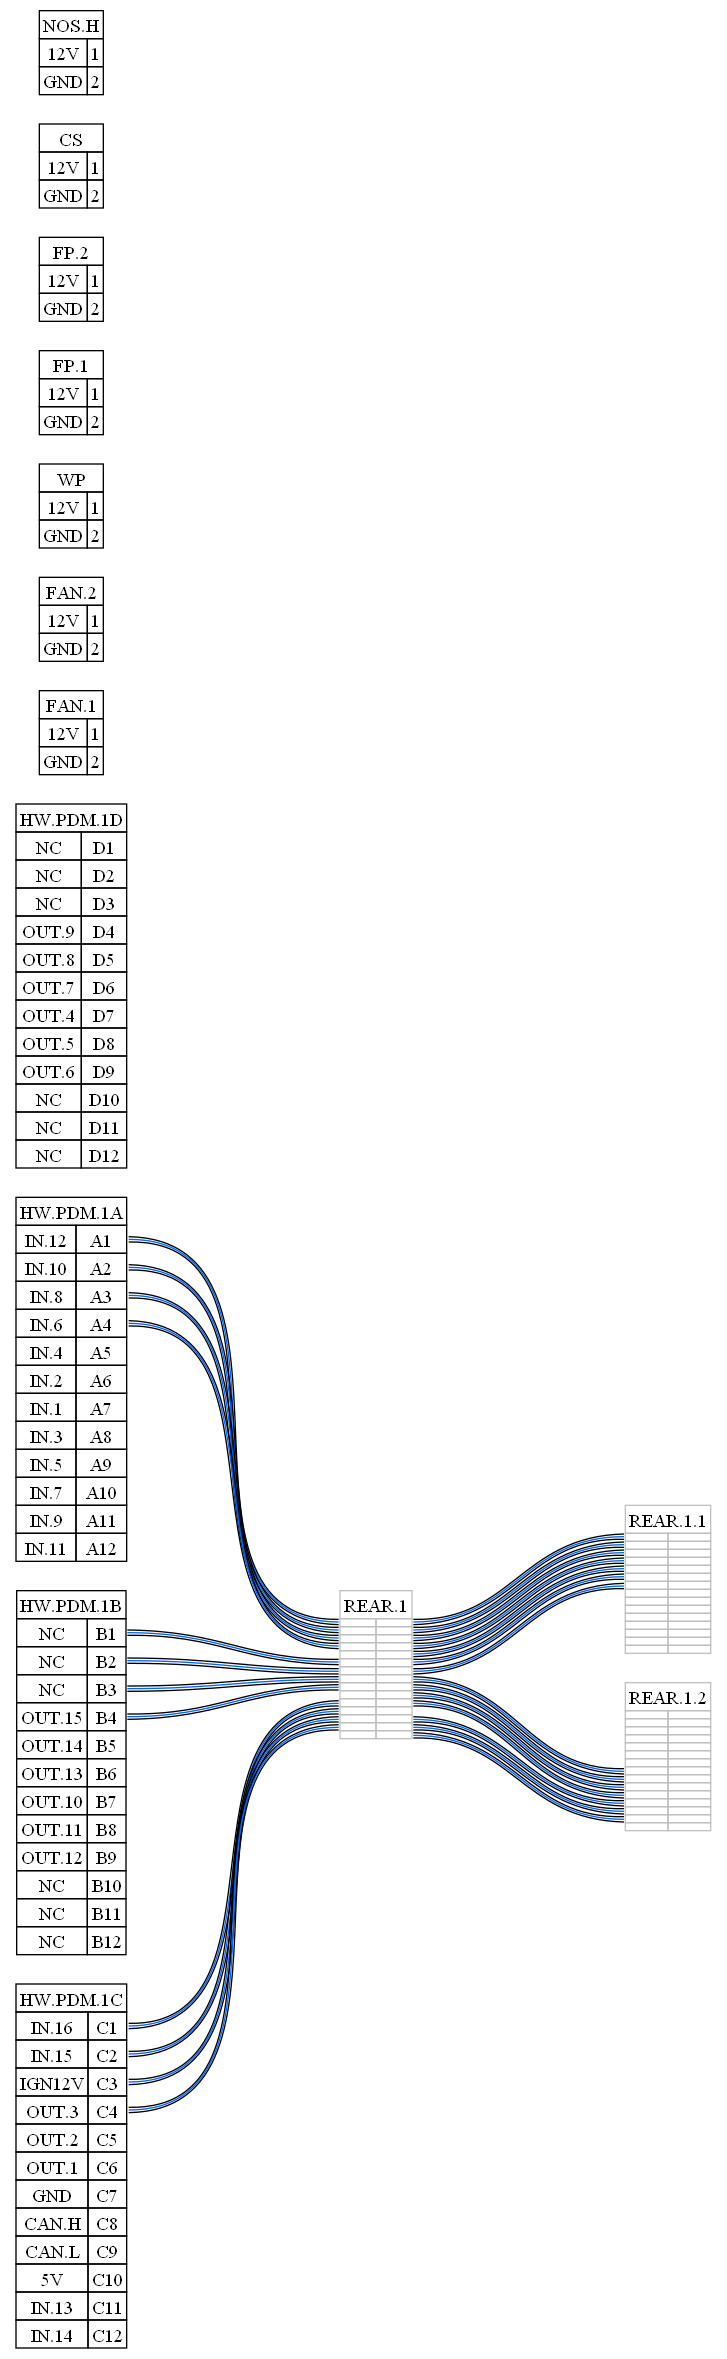 NOS.H
12V 1
GND 2
CS
12V 1
GND 2
FP.2
12V 1
GND 2
FP.1
12V 1
GND 2
WP
12V 1
GND 2
FAN.2
12V 1
GND 2
FAN.1
12V 1
GND 2
HW.PDM.1D
NC D1
NC D2
NC D3
OUT.9 D4
OUT.8 D5
OUT.7 D6
OUT.4 D7
OUT.5 D8
OUT.6 D9
NC D10
NC D11
NC D12
HW.PDM.1A
IN.12 A1
IN.10 A2
IN.8 A3
IN.6 A4
IN.4 A5
IN.2 A6
IN.1 A7
IN.3 A8
IN.5 A9
IN.7 A10
IN.9 A11
IN.11 A12
HW.PDM.1B
NC B1
NC B2
NC B3
OUT.15 B4
OUT.14 B5
OUT.13 B6
OUT.10 B7
OUT.11 B8
OUT.12 B9
NC B10
NC B11
NC B12
HW.PDM.1C
IN.16 C1
IN.15 C2
IGN12V C3
OUT.3 C4
OUT.2 C5
OUT.1 C6
GND C7
CAN.H C8
CAN.L C9
5V C10
IN.13 C11
IN.14 C12
REAR.1
REAR.1.1
REAR.1.2